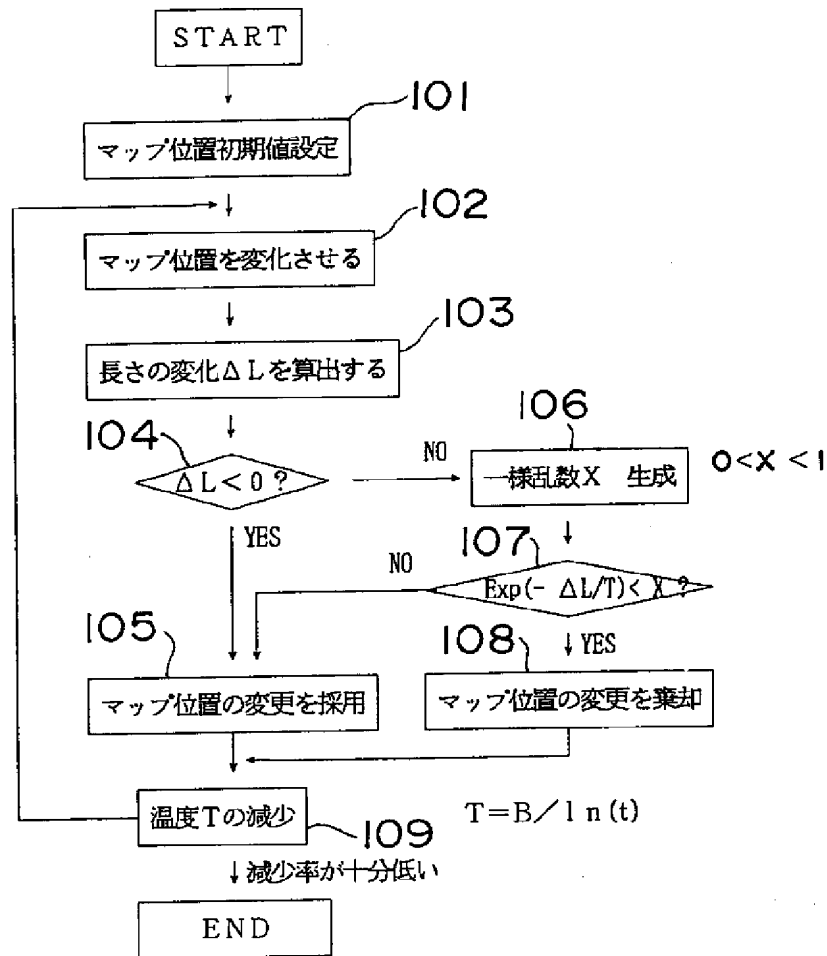 START
101
マップ位置初期値設定
102
マップ位置を変化させる
103
長さの変化ΔLを算出する
104
ΔL<0?
NO
106
一様乱数X 生成
0<X<1
YES
107
Exp(- ΔL/T)< X ?
NO
YES
105
マップ位置の変更を採用
108
マップ位置の変更を棄却
温度Tの減少
109
T=B/ln(t)
減少率が十分低い
END